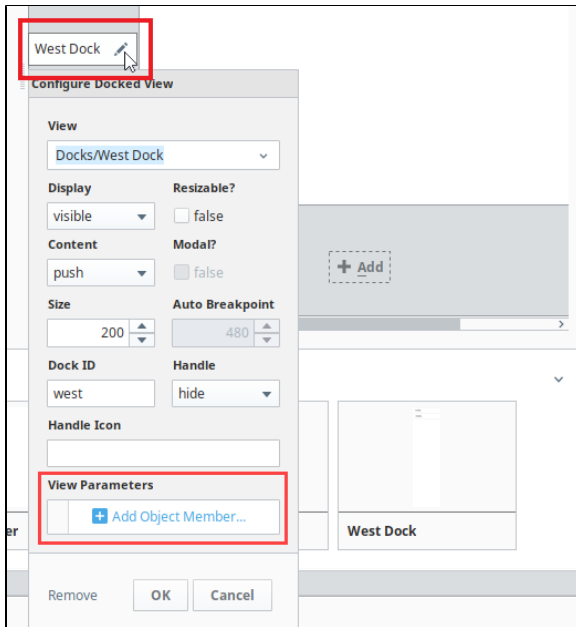 West Dock
Configure Docked View
View
Docks/West Dock
Display Resizable?
visible false
Content Modal?
push false
Size Auto Breakpoint
200 480
Dock ID Handle
west hide
Handle Icon
View Parameters
Add Object Member...
Remove OK Cancel
Add
er
West Dock